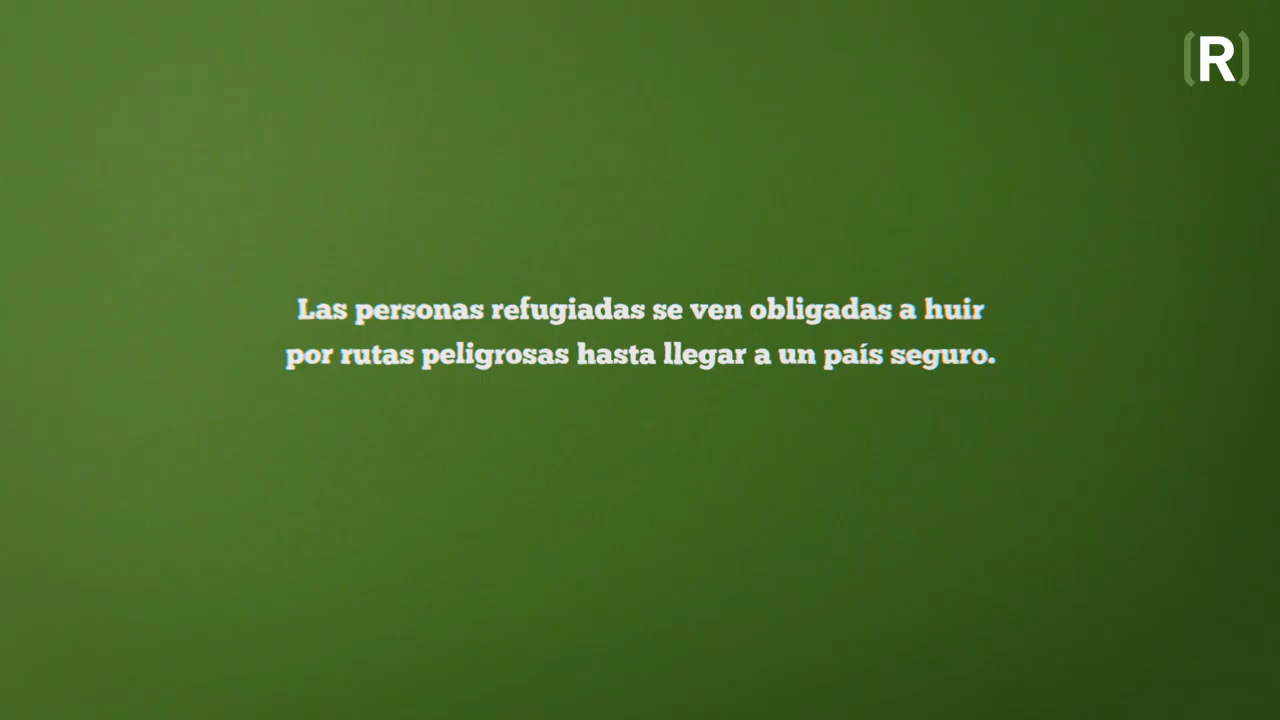 (R)
Las personas refugiadas se ven obligadas a huir
por rutas peligrosas hasta llegar a un país seguro.